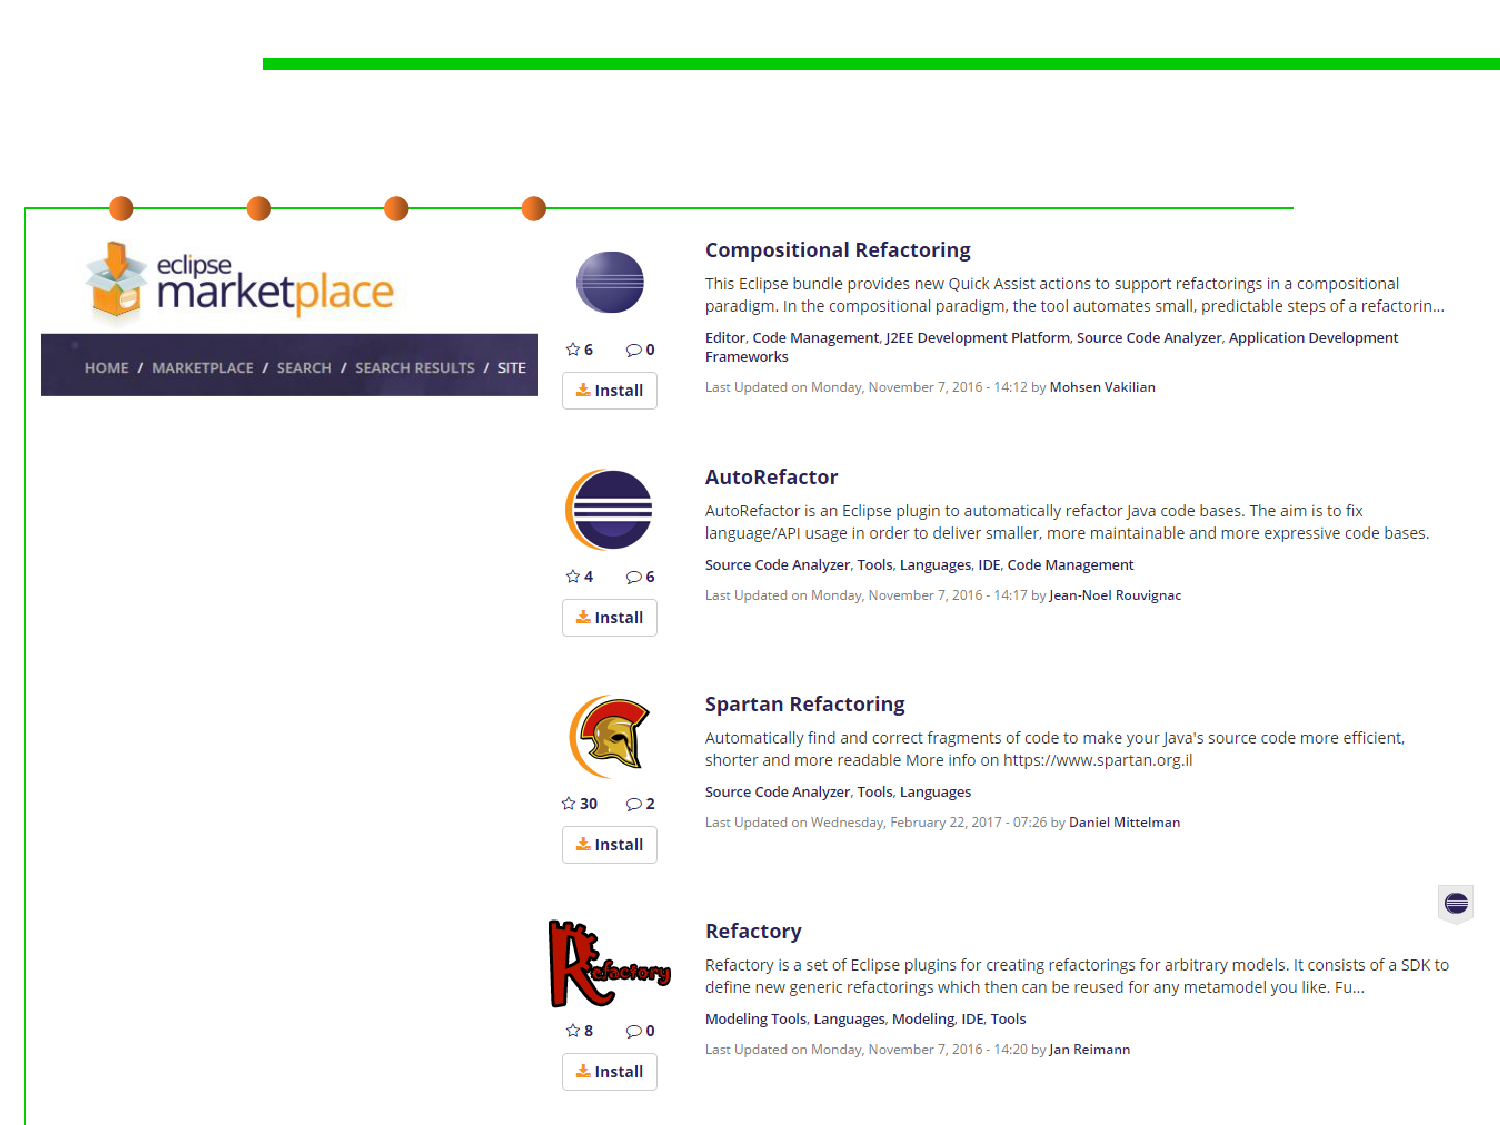 eclipse
marketplace
HOME / MARKETPLACE / SEARCH / SEARCH RESULTS / SITE
Compositional Refactoring
This Eclipse bundle provides new Quick Assist actions to support refactorings in a compositional
paradigm. In the compositional paradigm, the tool automates small, predictable steps of a refactorin...
Editor, Code Management, J2EE Development Platform, Source Code Analyzer, Application Development
Frameworks
Last Updated on Monday, November 7, 2016 - 14:12 by Mohsen Vakilian
6 0
Install
AutoRefactor
AutoRefactor is an Eclipse plugin to automatically refactor Java code bases. The aim is to fix
language/API usage in order to deliver smaller, more maintainable and more expressive code bases.
Source Code Analyzer, Tools, Languages, IDE, Code Management
Last Updated on Monday, November 7, 2016 - 14:17 by Jean-Noel Rouvignac
4 6
Install
Spartan Refactoring
Automatically find and correct fragments of code to make your Java's source code more efficient,
shorter and more readable More info on https://www.spartan.org.il
Source Code Analyzer, Tools, Languages
Last Updated on Wednesday, February 22, 2017 - 07:26 by Daniel Mittelman
30 2
Install
Refactory
Refactory
Refactory is a set of Eclipse plugins for creating refactorings for arbitrary models. It consists of a SDK to
define new generic refactorings which then can be reused for any metamodel you like. Fu...
Modeling Tools, Languages, Modeling, IDE, Tools
Last Updated on Monday, November 7, 2016 - 14:20 by Jan Reimann
8 0
Install